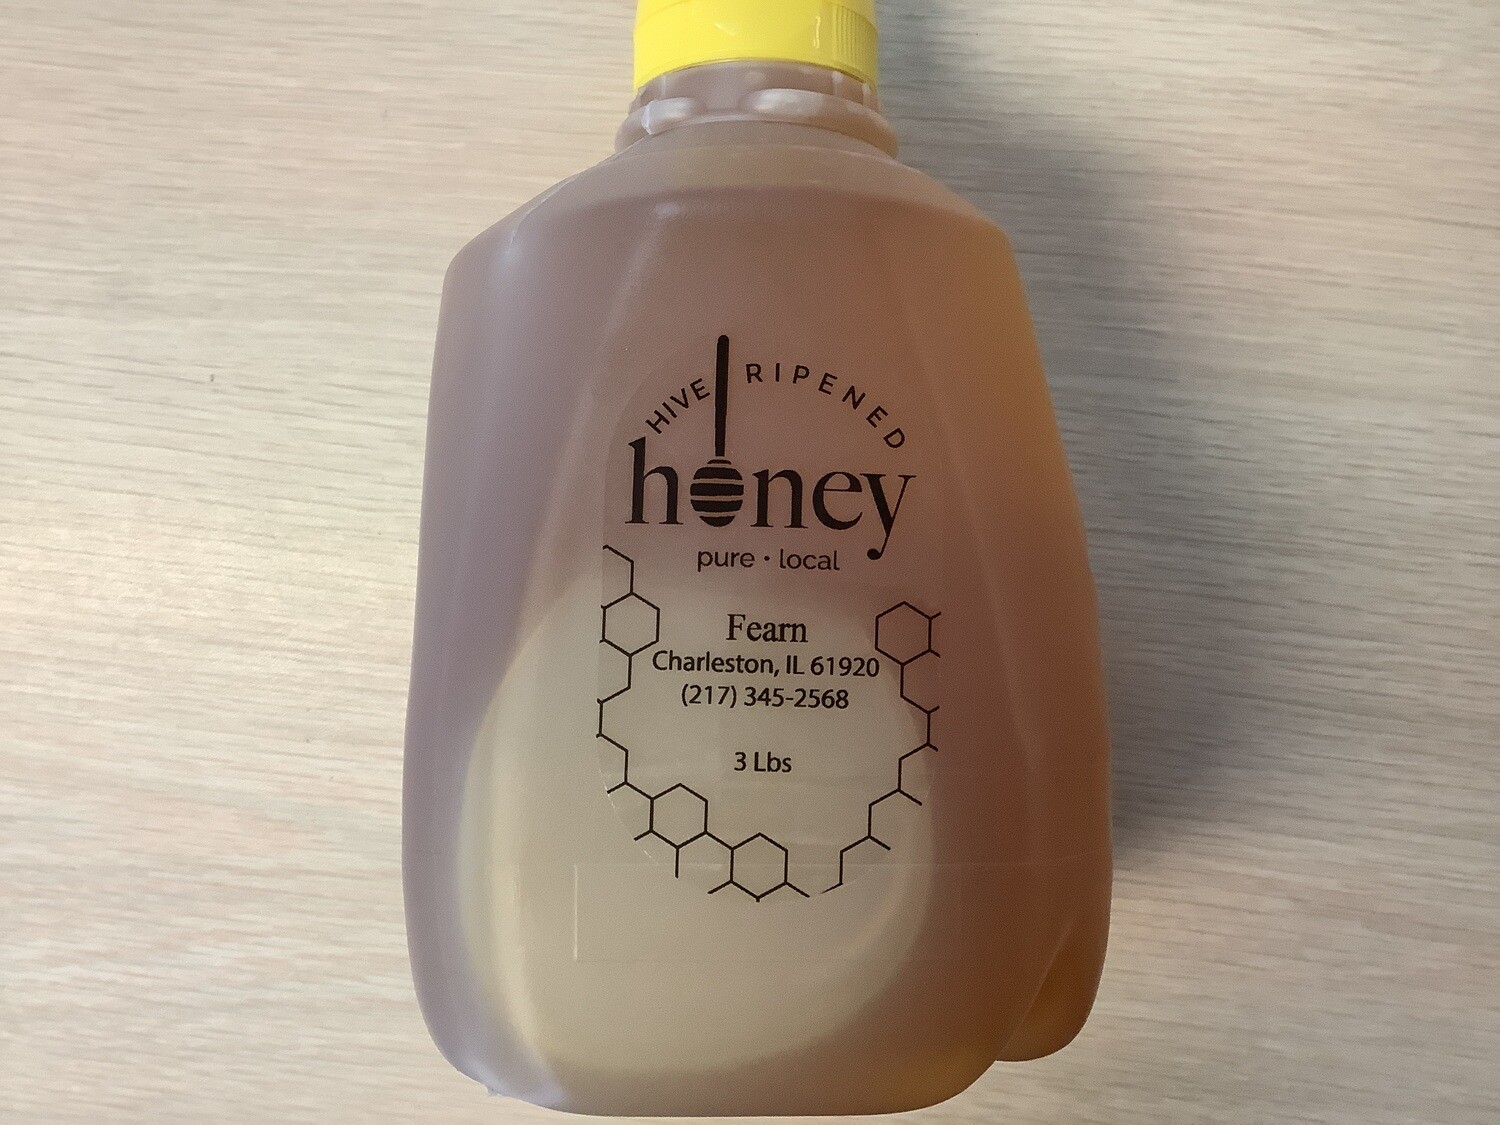 HIVE RIPENED
honey
pure • local
Fearn
Charleston, IL 61920
(217) 345-2568
3 Lbs